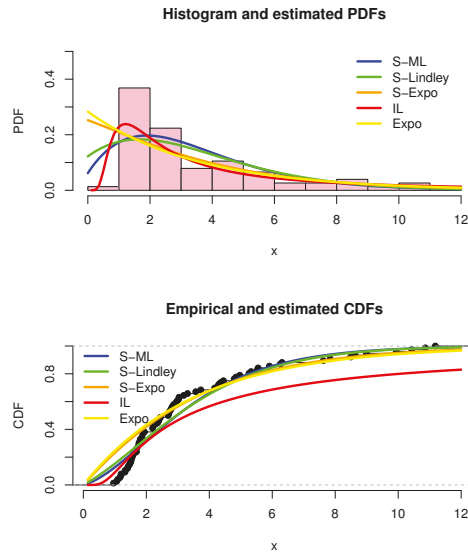 Histogram and estimated PDFs
PDF
0.4
0.2
0.0
S−ML
S−Lindley
S−Expo
IL
Expo
0 2 4 6 8 10 12
x
Empirical and estimated CDFs
CDF
0.8
0.4
0.0
S−ML
S−Lindley
S−Expo
IL
Expo
0 2 4 6 8 10 12
x